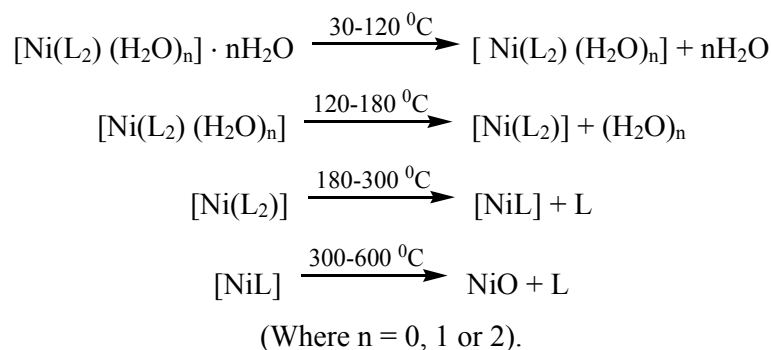 30-120 ⁰C
[Ni(L₂) (H₂O)ₙ] · nH₂O ⟶ [ Ni(L₂) (H₂O)ₙ] + nH₂O
120-180 ⁰C
[Ni(L₂) (H₂O)ₙ] ⟶ [Ni(L₂)] + (H₂O)ₙ
180-300 ⁰C
[Ni(L₂)] ⟶ [NiL] + L
300-600 ⁰C
[NiL] ⟶ NiO + L
(Where n = 0, 1 or 2).